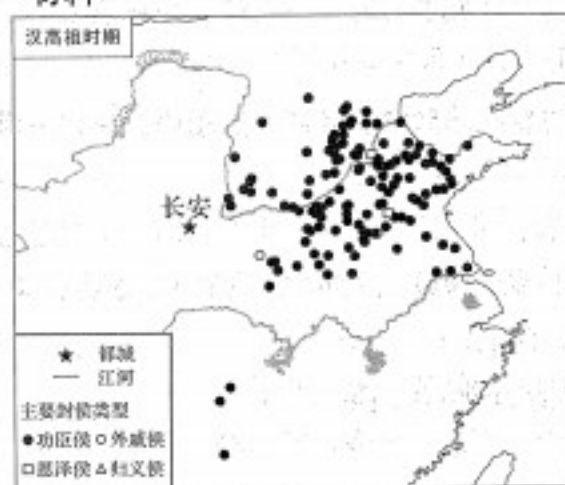 汉高祖时期
长安
都城
江河
主要封侯类型
功臣侯 外戚侯
恩泽侯 归义侯